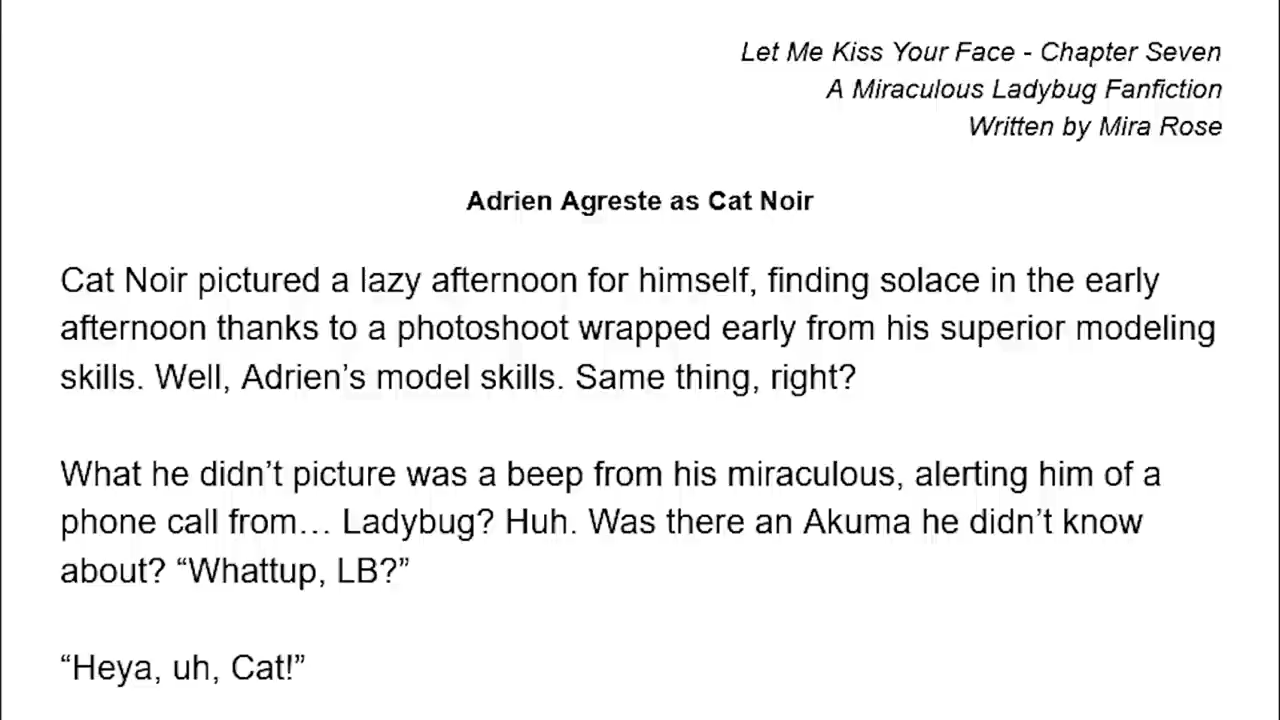 Let Me Kiss Your Face - Chapter Seven
A Miraculous Ladybug Fanfiction
Written by Mira Rose
Adrien Agreste as Cat Noir
Cat Noir pictured a lazy afternoon for himself, finding solace in the early
afternoon thanks to a photoshoot wrapped early from his superior modeling
skills. Well, Adrien’s model skills. Same thing, right?
What he didn’t picture was a beep from his miraculous, alerting him of a
phone call from… Ladybug? Huh. Was there an Akuma he didn’t know
about? “Whattup, LB?”
“Heya, uh, Cat!”